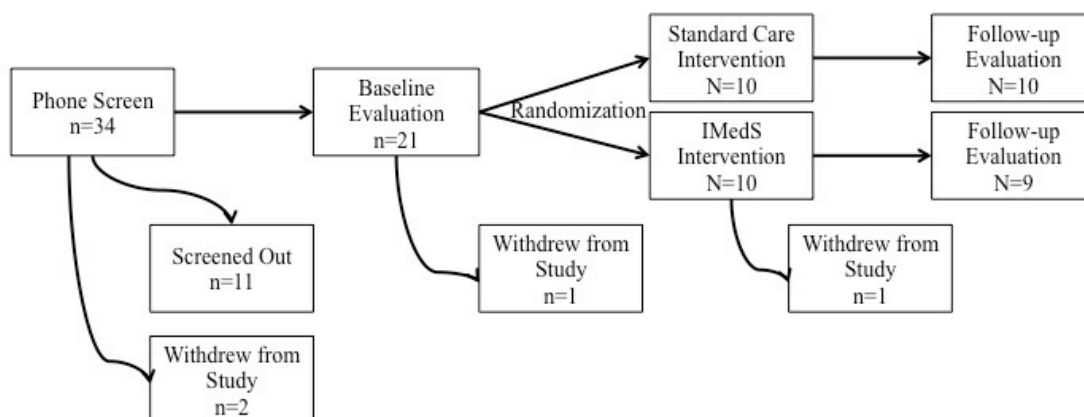 Phone Screen
n=34
Baseline
Evaluation
n=21
Randomization
Standard Care
Intervention
N=10
Follow-up
Evaluation
N=10
IMedS
Intervention
N=10
Follow-up
Evaluation
N=9
Screened Out
n=11
Withdrew from
Study
n=2
Withdrew from
Study
n=1
Withdrew from
Study
n=1